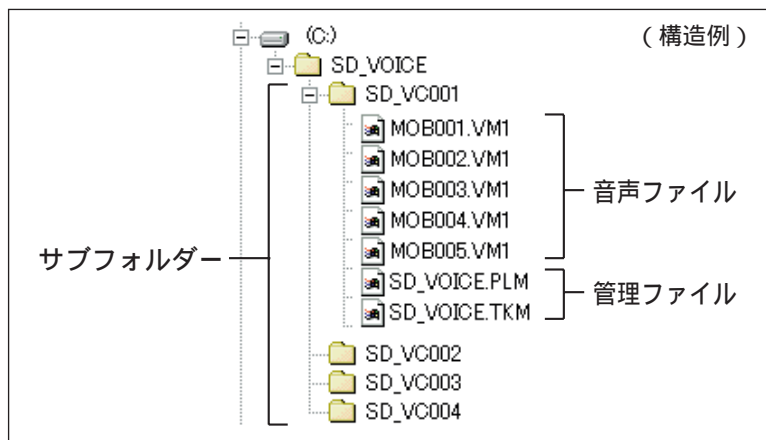 (C:)
(構造例)
SD_VOICE
SD_VC001
MOB001.VM1
MOB002.VM1
MOB003.VM1
MOB004.VM1
MOB005.VM1
音声ファイル
サブフォルダー
SD_VOICE.PLM
SD_VOICE.TKM
管理ファイル
SD_VC002
SD_VC003
SD_VC004